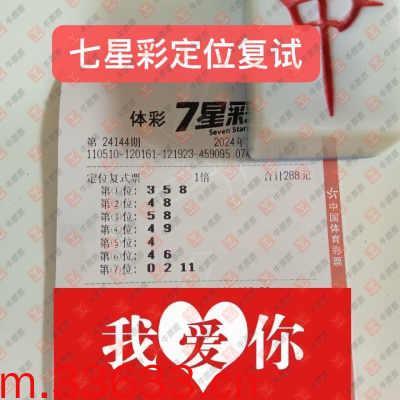 七星彩定位复试
中
体彩 7星彩
Seven Star
第 24144期 2024年
110510-120161-121923-459095 07
定位复式票 1倍 合计288元
第①位: 3 5 8
第②位: 4 8
第③位: 5 8
第④位: 4 9
第⑤位: 4
第⑥位: 4 6
第⑦位: 0 2 11
中国体育彩票
我爱你